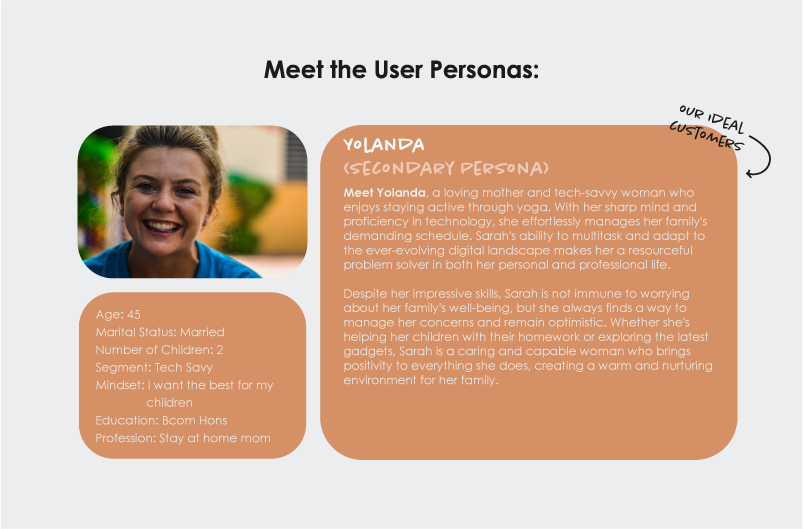 Meet the User Personas:
OUR IDEAL
CUSTOMERS
YOLANDA
(SECONDARY PERSONA)
Meet Yolanda, a loving mother and tech-savvy woman who
enjoys staying active through yoga. With her sharp mind and
proficiency in technology, she effortlessly manages her family's
demanding schedule. Sarah's ability to multitask and adapt to
the ever-evolving digital landscape makes her a resourceful
problem solver in both her personal and professional life.
Despite her impressive skills, Sarah is not immune to worrying
about her family's well-being, but she always finds a way to
manage her concerns and remain optimistic. Whether she's
helping her children with their homework or exploring the latest
gadgets, Sarah is a caring and capable woman who brings
positivity to everything she does, creating a warm and nurturing
environment for her family.
Age: 45
Marital Status: Married
Number of Children: 2
Segment: Tech Savy
Mindset: I want the best for my
children
Education: Bcom Hons
Profession: Stay at home mom